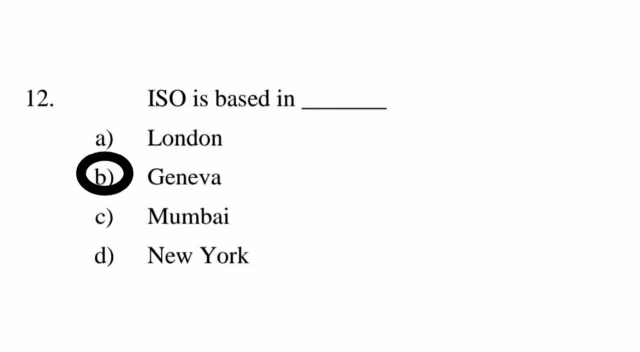 12. ISO is based in _______
a) London
b) Geneva
c) Mumbai
d) New York